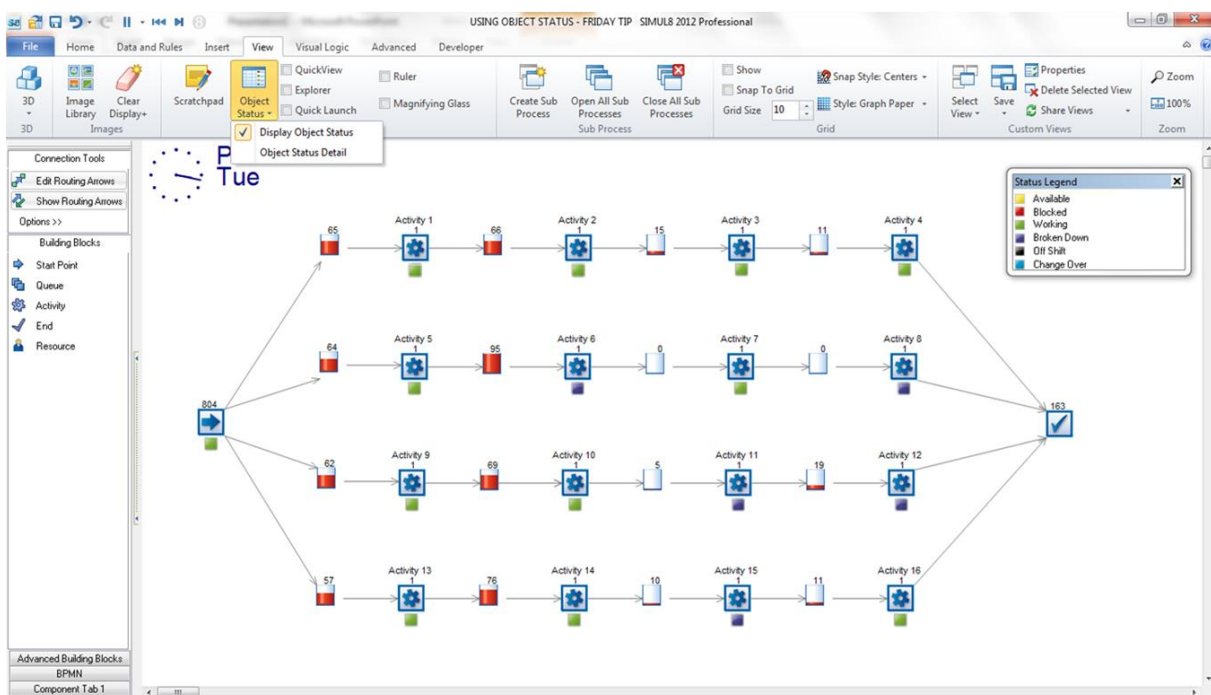 USING OBJECT STATUS - FRIDAY TIP SIMUL8 2012 Professional
File Home Data and Rules Insert View Visual Logic Advanced Developer
3D
Image Library
Clear Display+
Scratchpad
Object Status
QuickView
Explorer
Quick Launch
Ruler
Magnifying Glass
Create Sub Process
Open All Sub Processes
Close All Sub Processes
Show
Snap To Grid
Grid Size 10
Snap Style: Centers
Style: Graph Paper
Select View
Save
Properties
Delete Selected View
Share Views
Zoom
100%
3D Images Sub Process Grid Custom Views Zoom
Display Object Status
Object Status Detail
Connection Tools
Edit Routing Arrows
Show Routing Arrows
Options >>
Building Blocks
Start Point
Queue
Activity
End
Resource
Advanced Building Blocks
BPMN
Component Tab 1
Tue
Status Legend
Available
Blocked
Working
Broken Down
Off Shift
Change Over
Activity 1 Activity 2 Activity 3 Activity 4
65 1 66 1 15 1 11 1
Activity 5 Activity 6 Activity 7 Activity 8
64 1 95 1 0 1 0 1
804 163
Activity 9 Activity 10 Activity 11 Activity 12
62 1 69 1 5 1 19 1
Activity 13 Activity 14 Activity 15 Activity 16
57 1 76 1 10 1 11 1